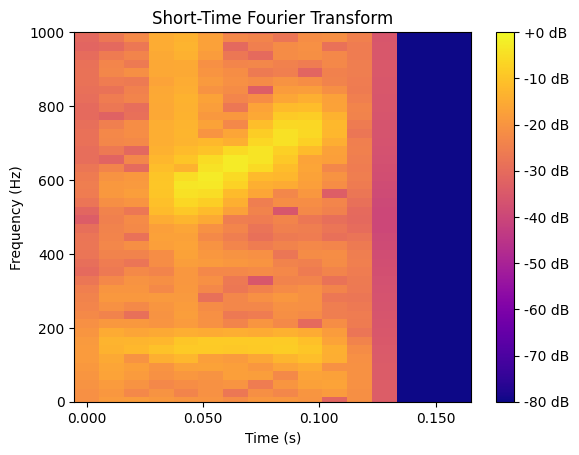 Short-Time Fourier Transform
Frequency (Hz)
1000
800
600
400
200
0
0.000
0.050
0.100
0.150
Time (s)
+0 dB
-10 dB
-20 dB
-30 dB
-40 dB
-50 dB
-60 dB
-70 dB
-80 dB